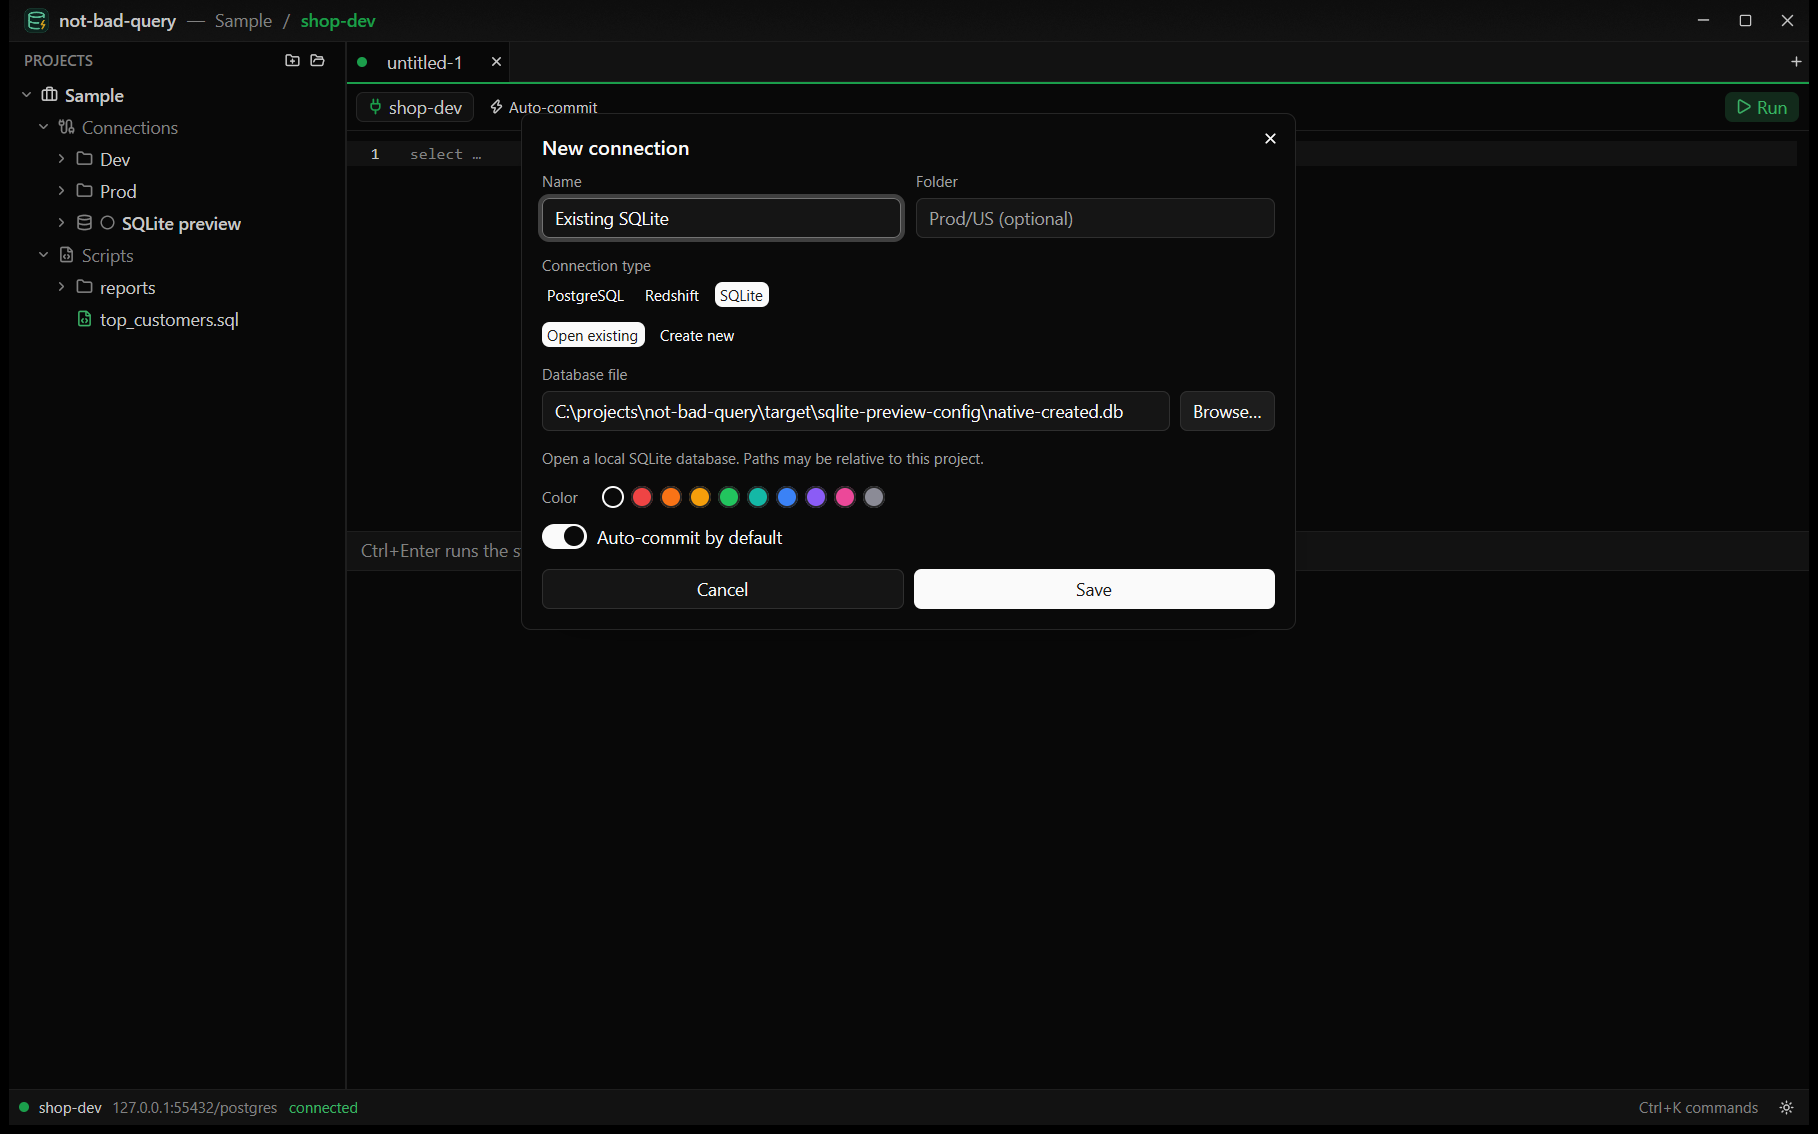 not-bad-query — Sample / shop-dev
PROJECTS
Sample
Connections
Dev
Prod
SQLite preview
Scripts
reports
top_customers.sql
untitled-1
shop-dev Auto-commit Run
1 select …
New connection
Name Folder
Existing SQLite Prod/US (optional)
Connection type
PostgreSQL Redshift SQLite
Open existing Create new
Database file
C:\projects\not-bad-query\target\sqlite-preview-config\native-created.db Browse...
Open a local SQLite database. Paths may be relative to this project.
Color
Auto-commit by default
Cancel Save
Ctrl+Enter runs the s
shop-dev 127.0.0.1:55432/postgres connected Ctrl+K commands